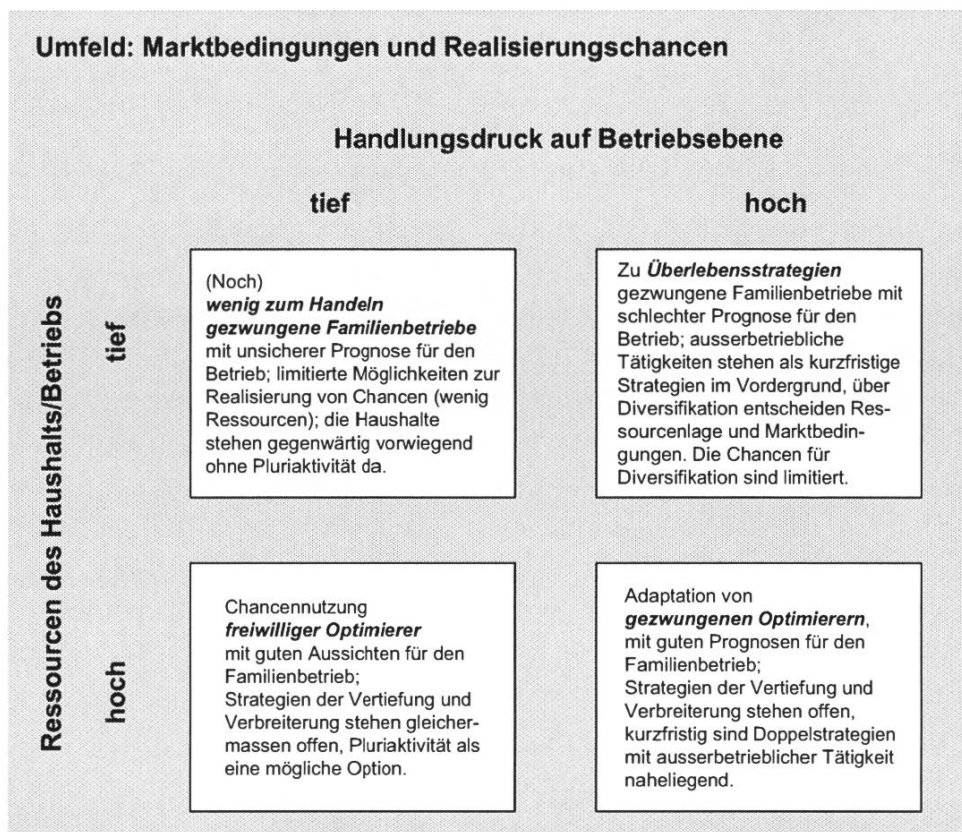 Umfeld: Marktbedingungen und Realisierungschancen
Handlungsdruck auf Betriebsebene
tief
hoch
Ressourcen des Haushalts/Betriebs
tief
(Noch)
wenig zum Handeln
gezwungene Familienbetriebe
mit unsicherer Prognose für den
Betrieb; limitierte Möglichkeiten zur
Realisierung von Chancen (wenig
Ressourcen); die Haushalte
stehen gegenwärtig vorwiegend
ohne Pluriaktivität da.
Zu Überlebensstrategien
gezwungene Familienbetriebe mit
schlechter Prognose für den
Betrieb; ausserbetriebliche
Tätigkeiten stehen als kurzfristige
Strategien im Vordergrund, über
Diversifikation entscheiden Res-
sourcenlage und Marktbedin-
gungen. Die Chancen für
Diversifikation sind limitiert.
hoch
Chancennutzung
freiwilliger Optimierer
mit guten Aussichten für den
Familienbetrieb;
Strategien der Vertiefung und
Verbreiterung stehen gleicher-
massen offen, Pluriaktivität als
eine mögliche Option.
Adaptation von
gezwungenen Optimierern,
mit guten Prognosen für den
Familienbetrieb;
Strategien der Vertiefung und
Verbreiterung stehen offen,
kurzfristig sind Doppelstrategien
mit ausserbetrieblicher Tätigkeit
naheliegend.